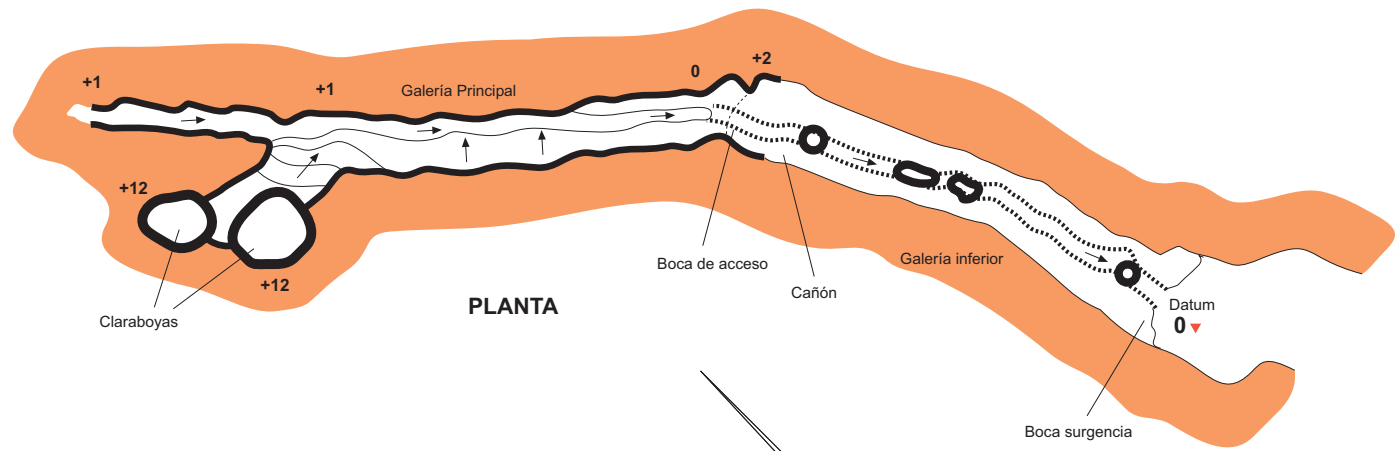 +1
+1
Galería Principal
0
+2
+12
+12
Claraboyas
PLANTA
Boca de acceso
Cañón
Galería inferior
Datum
0
Boca surgencia